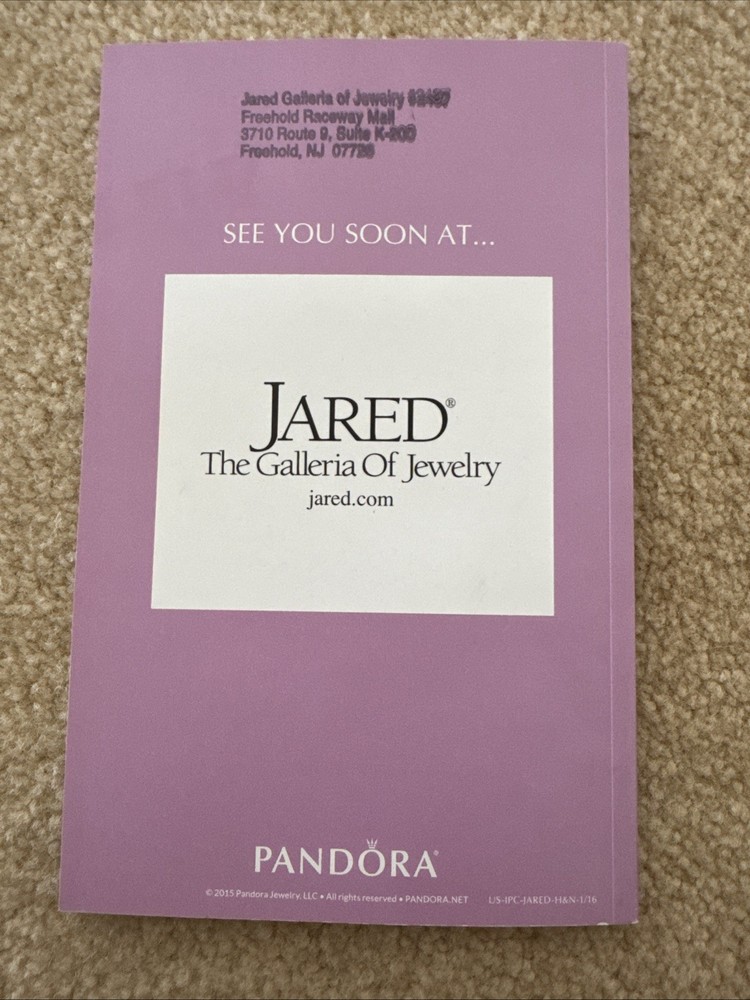 Jared Galleria of Jewelry
Freehold Raceway Mall
3710 Route 9, Suite K-200
Freehold, NJ 07728
SEE YOU SOON AT...
JARED®
The Galleria Of Jewelry
jared.com
PANDORA®
© 2015 Pandora Jewelry, LLC • All rights reserved • PANDORA.NET US-IPC-JARED-H&N-1/16